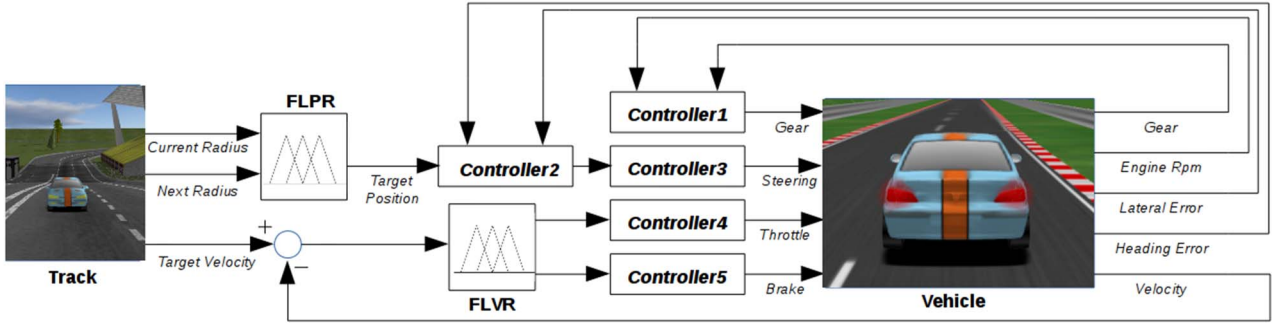 FLPR
Controller1
Gear
Gear
Current Radius
Controller2
Controller3
Engine Rpm
Next Radius
Target
Position
Steering
Lateral Error
Controller4
Throttle
+
−
Target Velocity
Heading Error
Track
Controller5
FLVR
Brake
Vehicle
Velocity